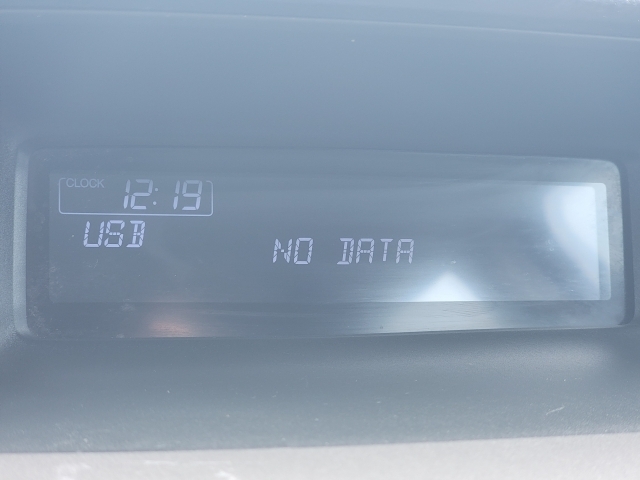 CLOCK 12:19
USB
NO DATA